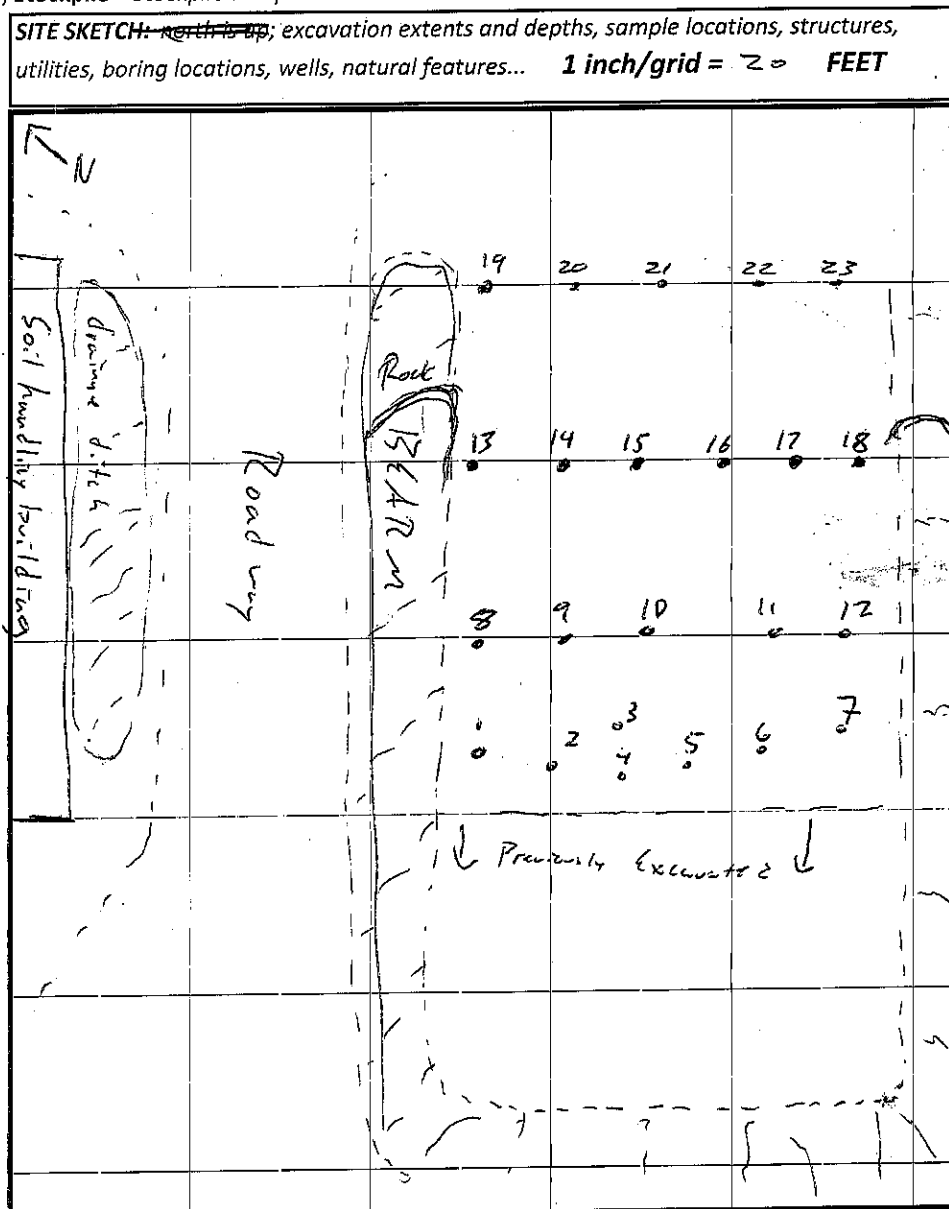 SITE SKETCH: north is up; excavation extents and depths, sample locations, structures,
utilities, boring locations, wells, natural features... 1 inch/grid = 20 FEET
N
19 20 21 22 23
Rock
drainage ditch
Soil handling building
Roadway
BEARM
13 14 15 16 17 18
8 9 10 11 12
1 2 3 4 5 6 7
Previously Excavated